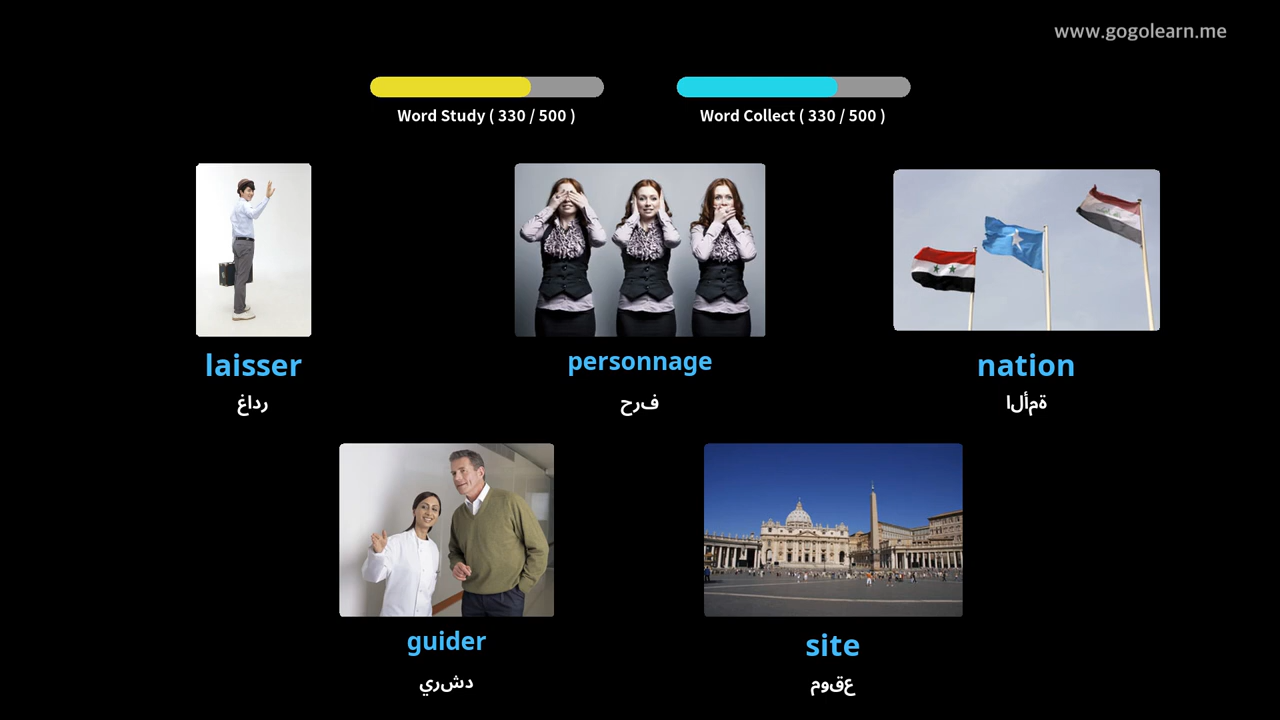 www.gogolearn.me
Word Study ( 330 / 500 )
Word Collect ( 330 / 500 )
laisser
رداغ
personnage
فرح
nation
ةمألا
guider
دشري
site
عقوم